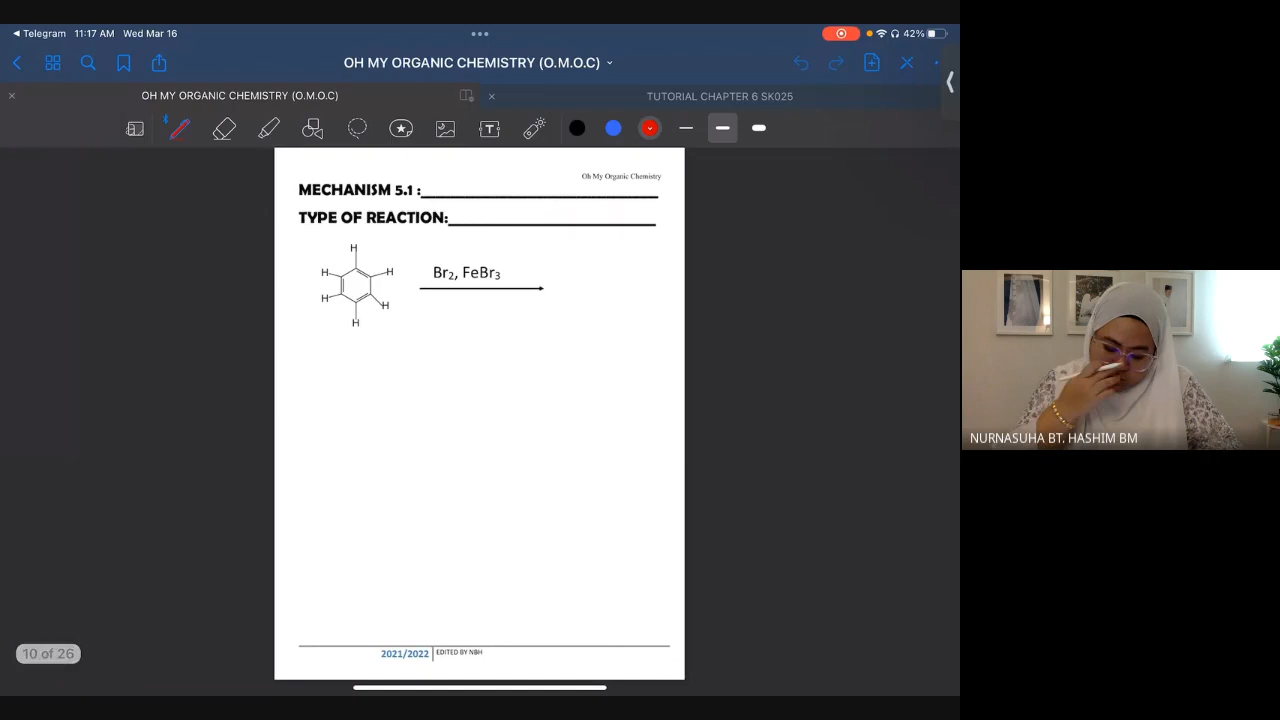 Telegram 11:17 AM Wed Mar 16
42%
OH MY ORGANIC CHEMISTRY (O.M.O.C)
OH MY ORGANIC CHEMISTRY (O.M.O.C)
TUTORIAL CHAPTER 6 SK025
T
Oh My Organic Chemistry
MECHANISM 5.1 :
TYPE OF REACTION:
H
H H
Br₂, FeBr₃
H
H
H
10 of 26
2021/2022 EDITED BY NBH
NURNASUHA BT. HASHIM BM